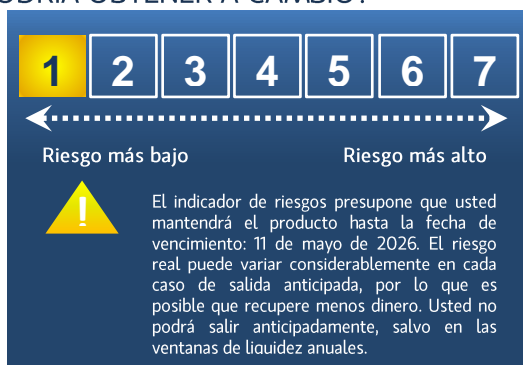 ODRÍA OBTENER A CAMBIO?
1 2 3 4 5 6 7
Riesgo más bajo Riesgo más alto
!
El indicador de riesgos presupone que usted
mantendrá el producto hasta la fecha de
vencimiento: 11 de mayo de 2026. El riesgo
real puede variar considerablemente en cada
caso de salida anticipada, por lo que es
posible que recupere menos dinero. Usted no
podrá salir anticipadamente, salvo en las
ventanas de liquidez anuales.